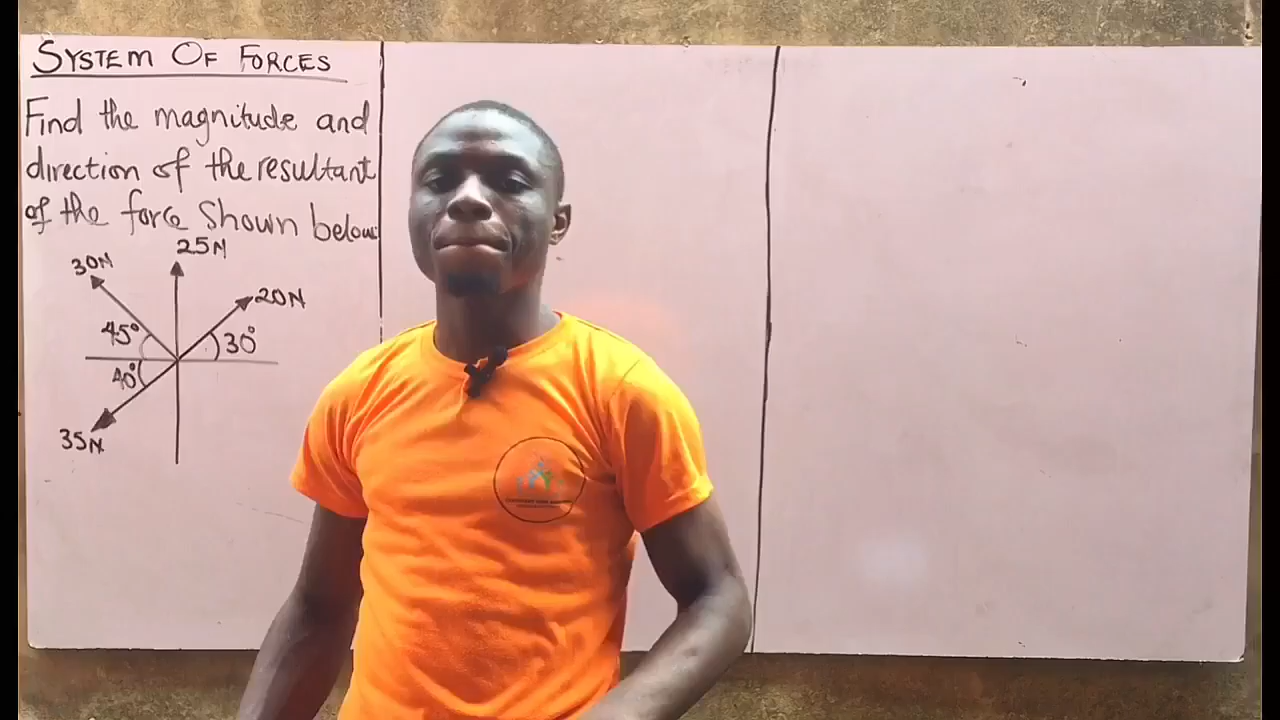 SYSTEM OF FORCES
Find the magnitude and
direction of the resultant
of the force shown below
25N
30N
20N
45°
30°
40°
35N